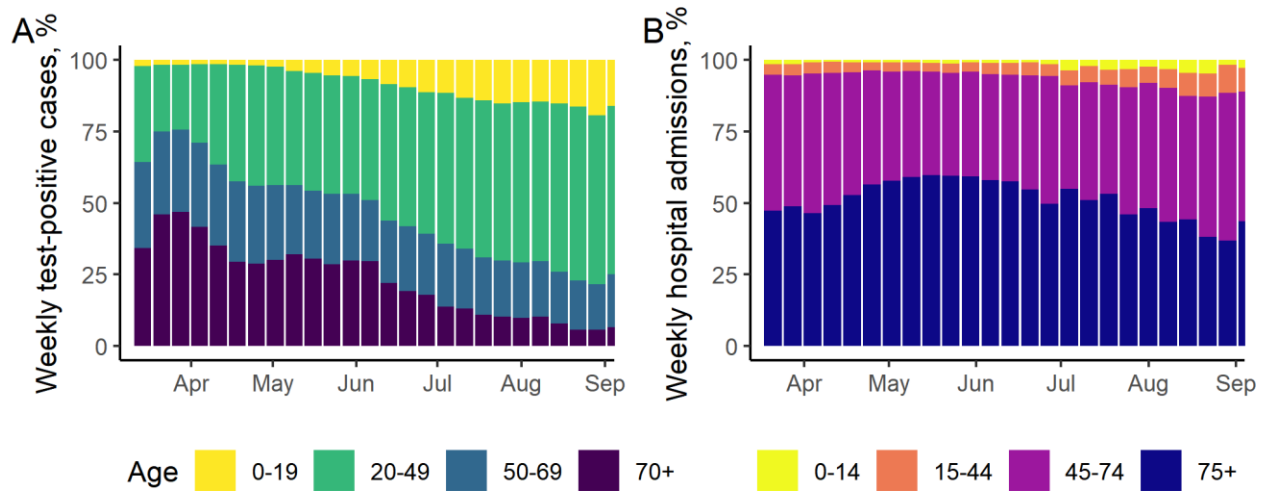 A
Weekly test-positive cases, %
100
75
50
25
0
Apr May Jun Jul Aug Sep
Age 0-19 20-49 50-69 70+
B
Weekly hospital admissions, %
100
75
50
25
0
Apr May Jun Jul Aug Sep
0-14 15-44 45-74 75+